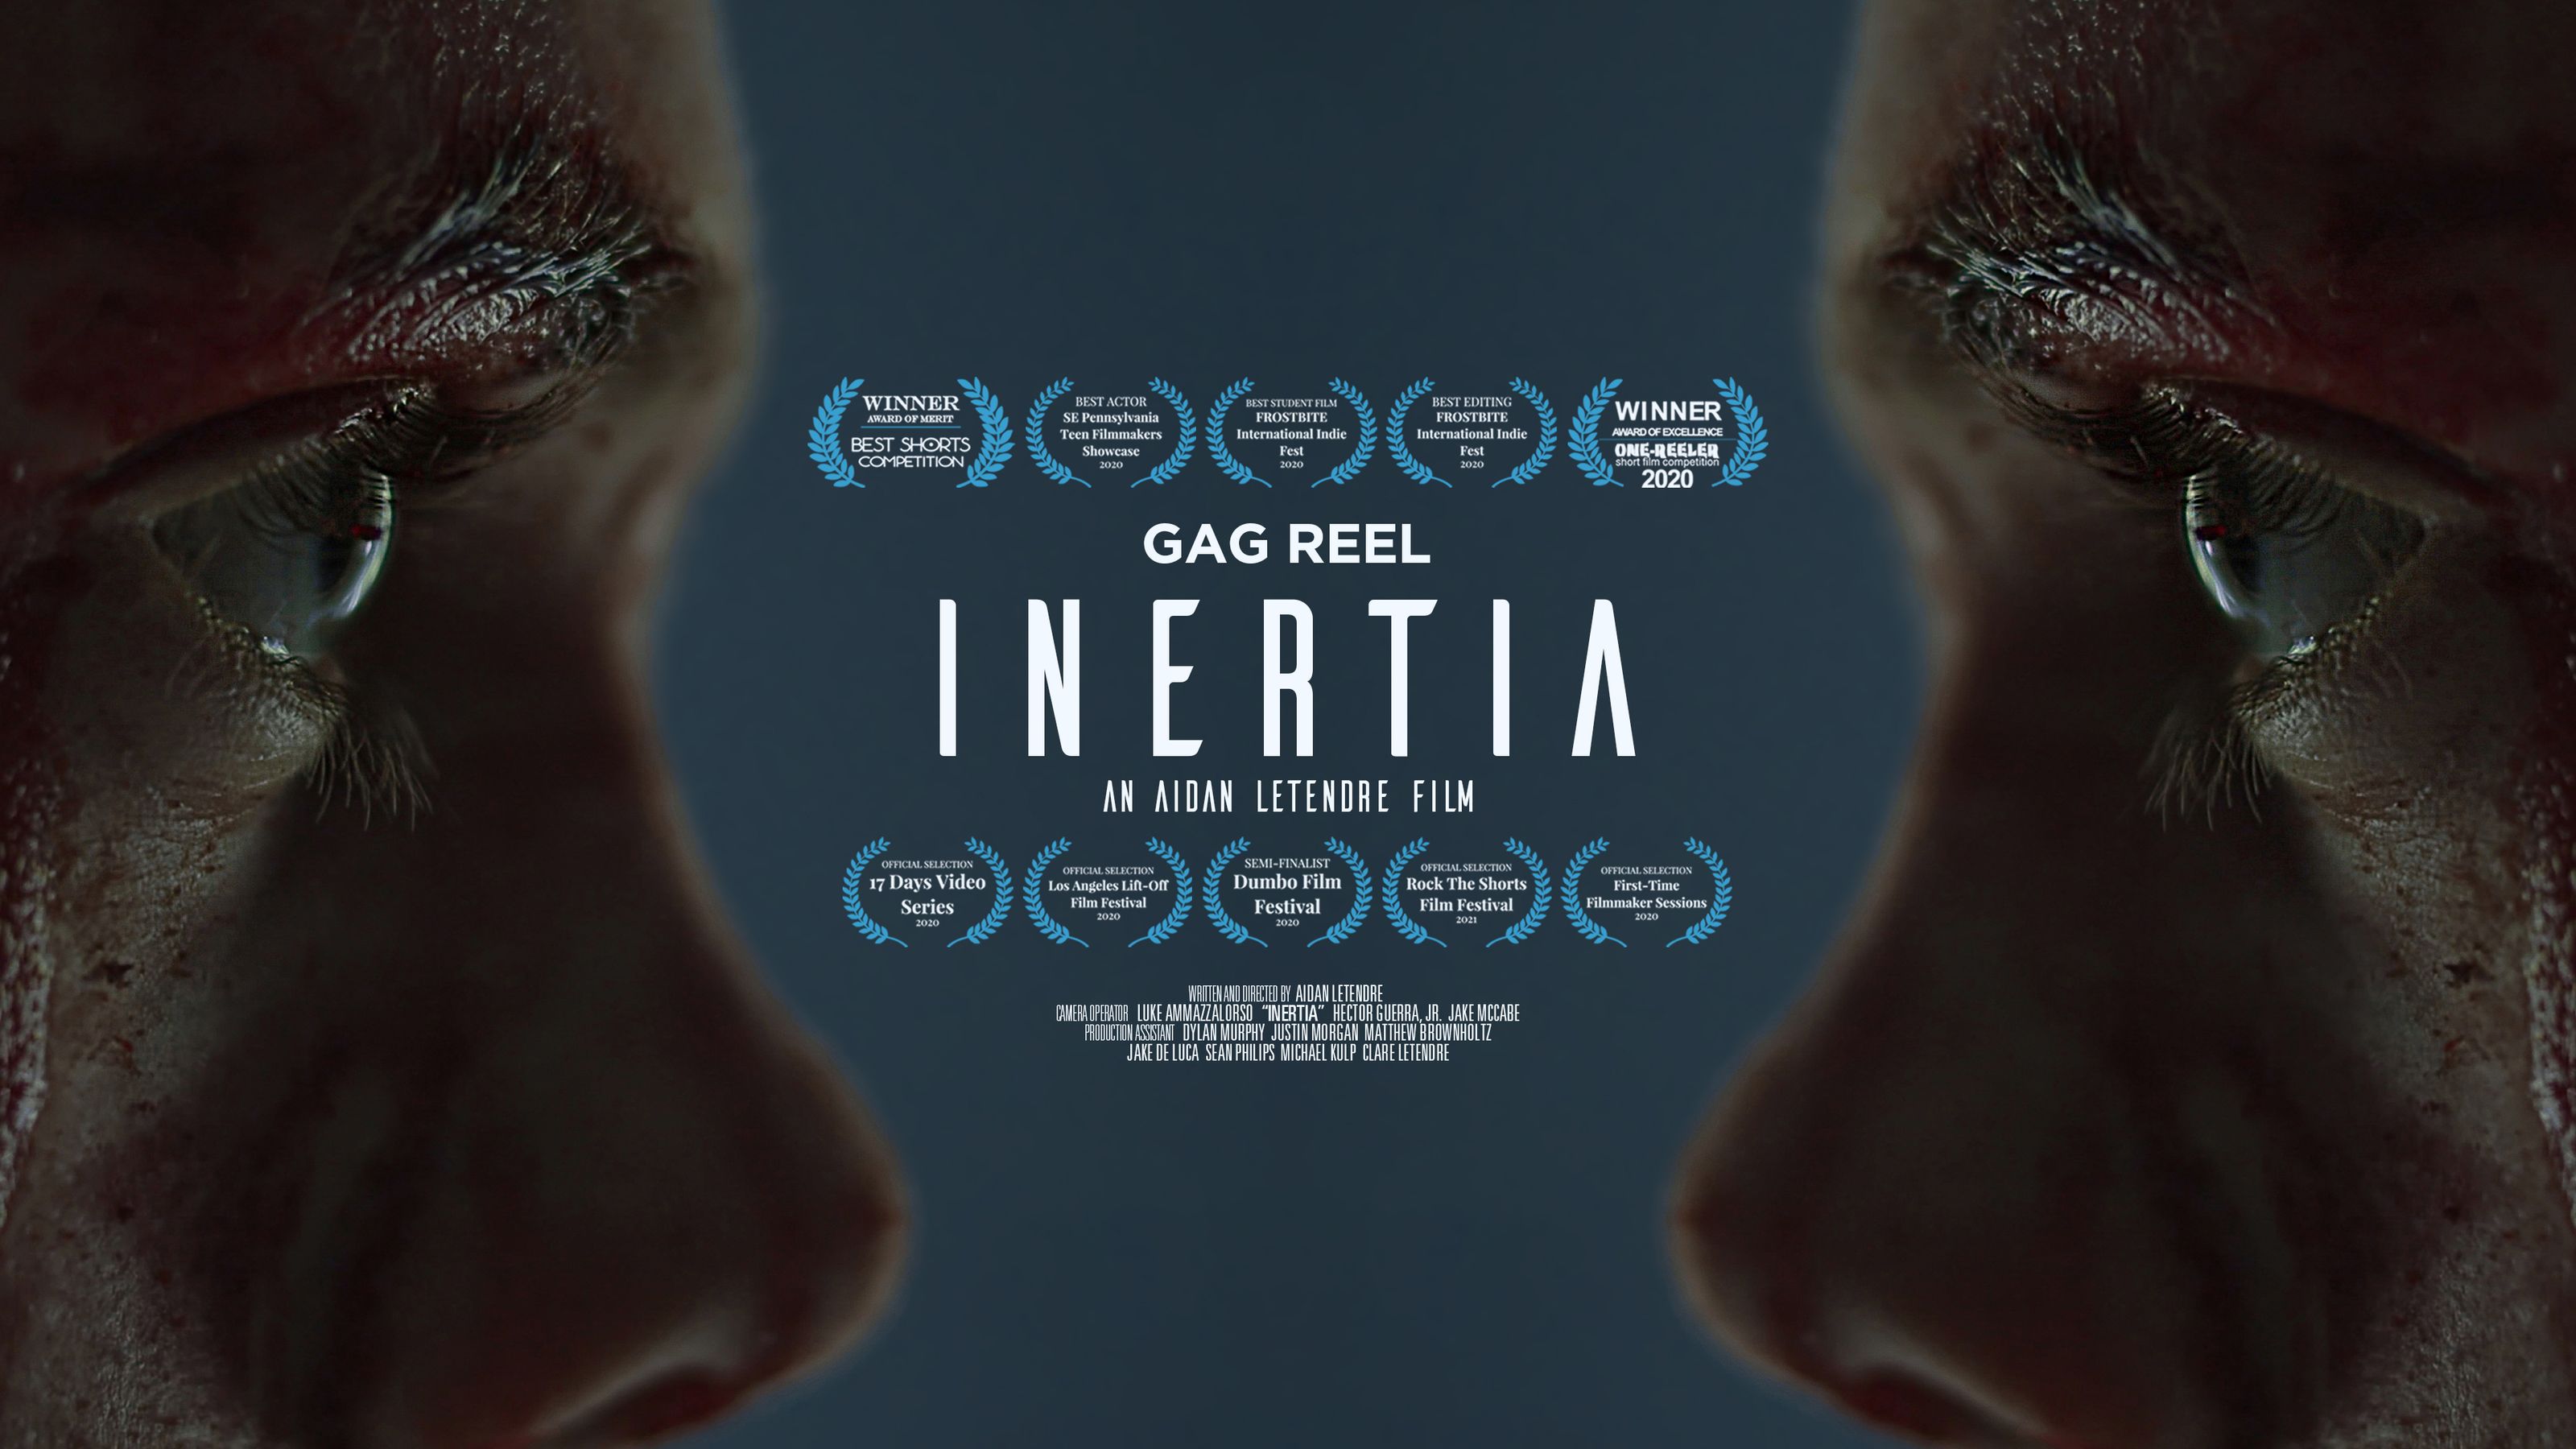 WINNER
AWARD OF MERIT
BEST SHORTS
COMPETITION
BEST ACTOR
SE Pennsylvania
Teen Filmmakers
Showcase
2020
BEST STUDENT FILM
FROSTBITE
International Indie
Fest
2020
BEST EDITING
FROSTBITE
International Indie
Fest
2020
WINNER
AWARD OF EXCELLENCE
ONE-REELER
short film competition
2020
GAG REEL
INERTIA
AN AIDAN LETENDRE FILM
OFFICIAL SELECTION
17 Days Video
Series
2020
OFFICIAL SELECTION
Los Angeles Lift-Off
Film Festival
2020
SEMI-FINALIST
Dumbo Film
Festival
2020
OFFICIAL SELECTION
Rock The Shorts
Film Festival
2021
OFFICIAL SELECTION
First-Time
Filmmaker Sessions
2020
WRITTEN AND DIRECTED BY AIDAN LETENDRE
CAMERA OPERATOR LUKE AMMAZZALORSO "INERTIA" HECTOR GUERRA, JR. JAKE MCCABE
PRODUCTION ASSISTANT DYLAN MURPHY JUSTIN MORGAN MATTHEW BROWNHOLTZ
JAKE DE LUCA SEAN PHILIPS MICHAEL KULP CLARE LETENDRE